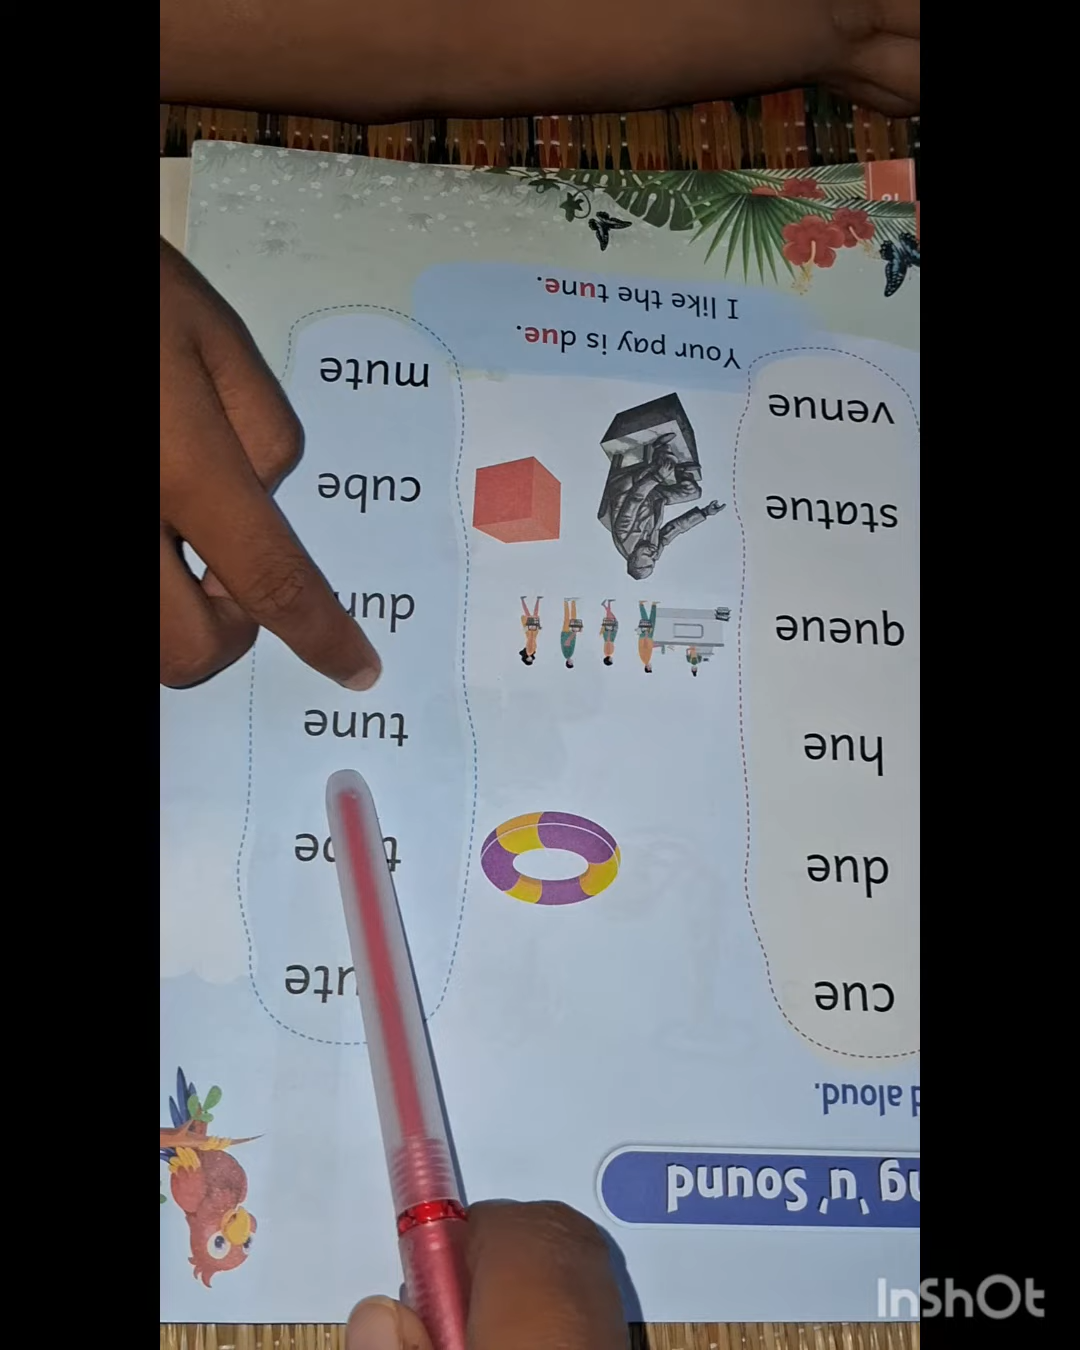 ng 'u' Sound
d aloud.
cue
due
hue
queue
statue
venue
tune
cube
mute
Your pay is due.
I like the tune.
InShOt